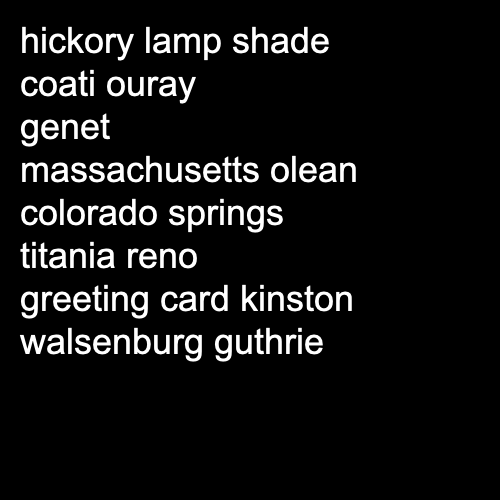 hickory lamp shade
coati ouray
genet
massachusetts olean
colorado springs
titania reno
greeting card kinston
walsenburg guthrie